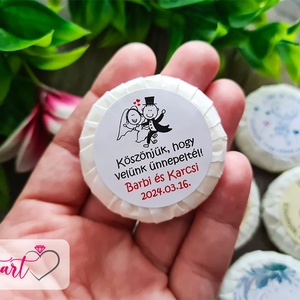 Köszönjük, hogy
velünk ünnepeltél!
Barbi és Karcsi
2024.03.16.
art